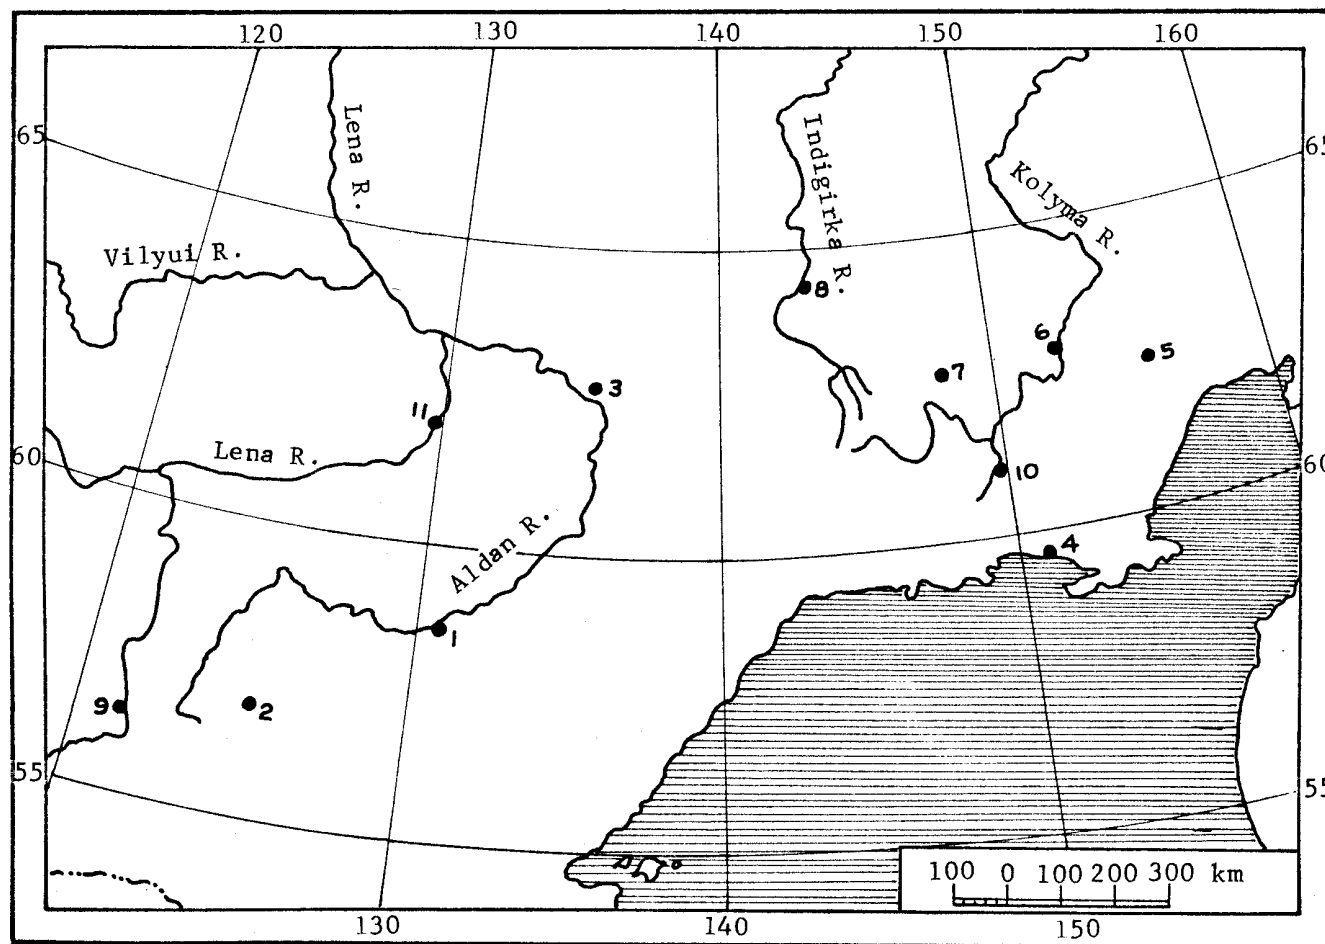 120 130 140 150 160
65 65
Lena R.
Indigirka R.
Kolyma R.
Vilyui R.
8
6
5
7
3
11
Lena R.
60 60
10
Aldan R.
4
1
9
2
55 55
100 0 100 200 300 km
130 140 150